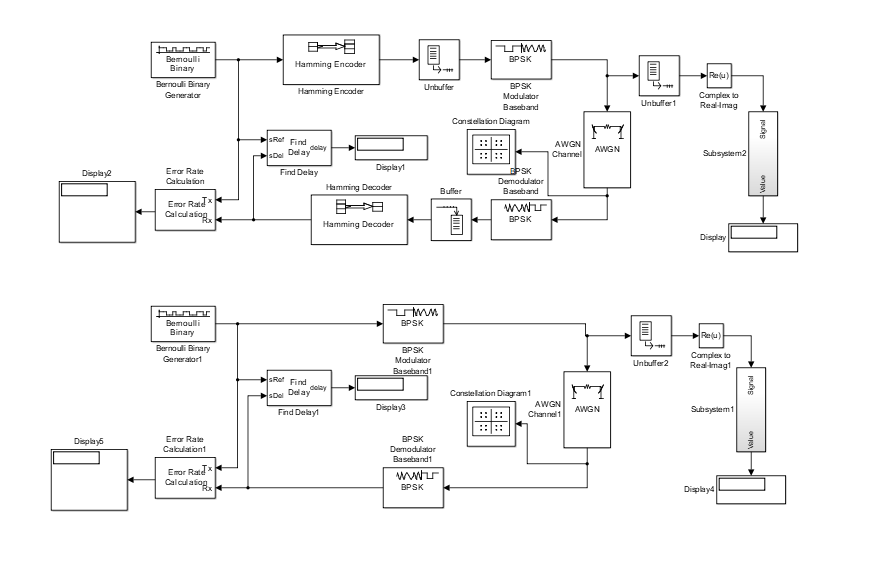 Bernoulli
Binary
Bernoulli Binary
Generator
Hamming Encoder
Hamming Encoder
Unbuffer
BPSK
BPSK
Modulator
Baseband
Unbuffer1
Re(u)
Complex to
Real-Imag
Signal
Value
Subsystem2
Display
AWGN
Channel
AWGN
Constellation Diagram
sRef
sDel
Find
Delay
delay
Find Delay
Display1
Display2
Error Rate
Calculation
Error Rate
Calculation
Tx
Rx
Hamming Decoder
Hamming Decoder
Buffer
BPSK
Demodulator
Baseband
BPSK
Bernoulli
Binary
Bernoulli Binary
Generator1
BPSK
BPSK
Modulator
Baseband1
Unbuffer2
Re(u)
Complex to
Real-Imag1
Signal
Value
Subsystem1
Display4
AWGN
Channel1
AWGN
Constellation Diagram1
sRef
sDel
Find
Delay
delay
Find Delay1
Display3
Display5
Error Rate
Calculation1
Error Rate
Calculation
Tx
Rx
BPSK
Demodulator
Baseband1
BPSK